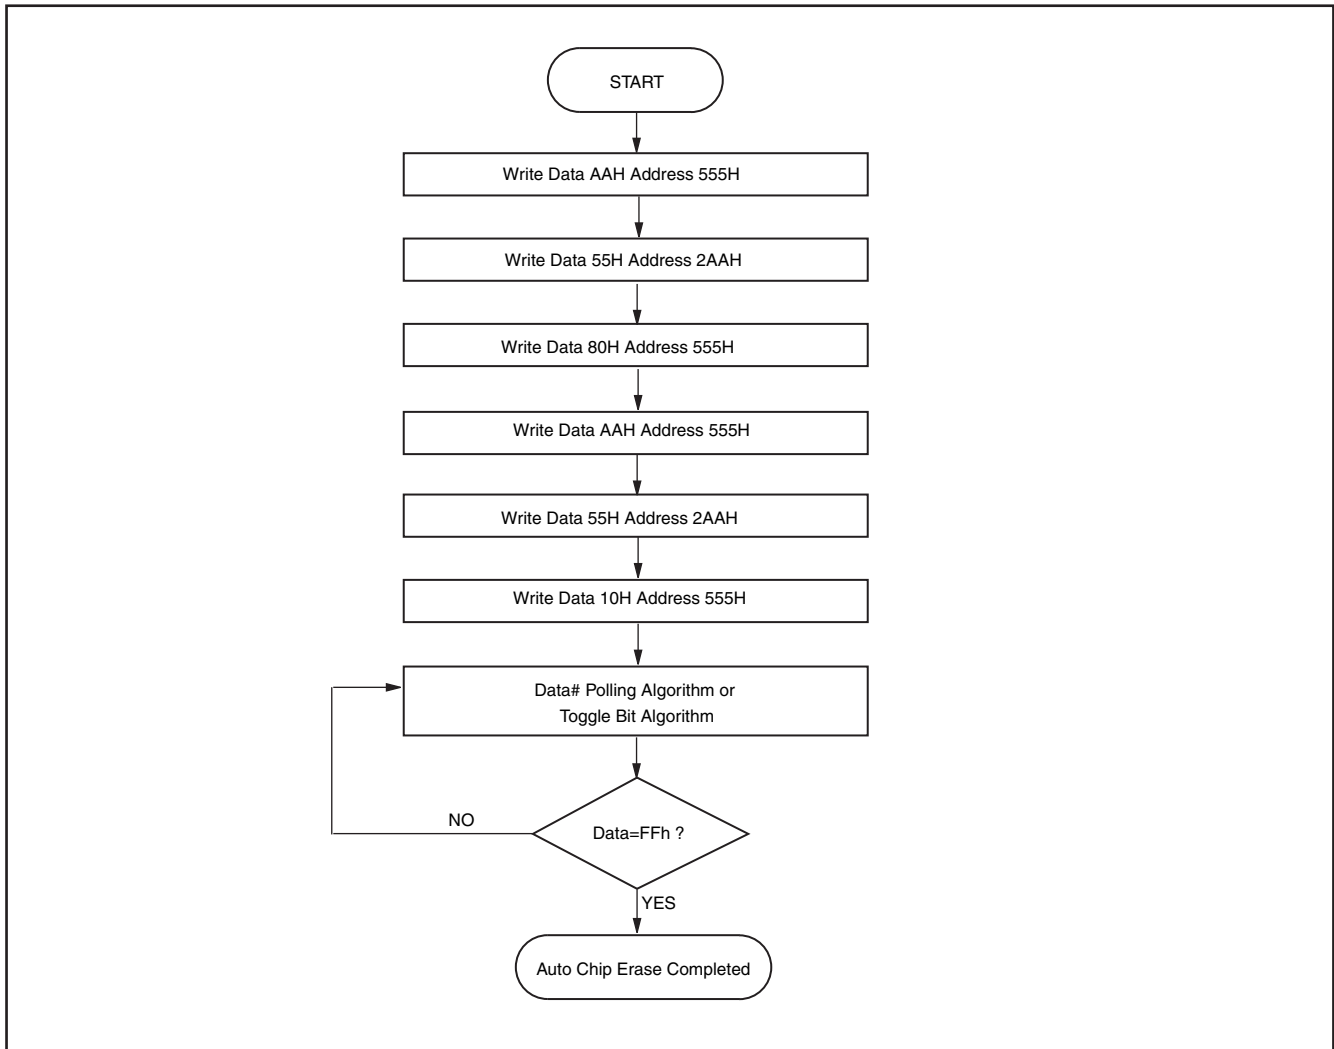 START
Write Data AAH Address 555H
Write Data 55H Address 2AAH
Write Data 80H Address 555H
Write Data AAH Address 555H
Write Data 55H Address 2AAH
Write Data 10H Address 555H
Data# Polling Algorithm or
Toggle Bit Algorithm
NO
Data=FFh ?
YES
Auto Chip Erase Completed